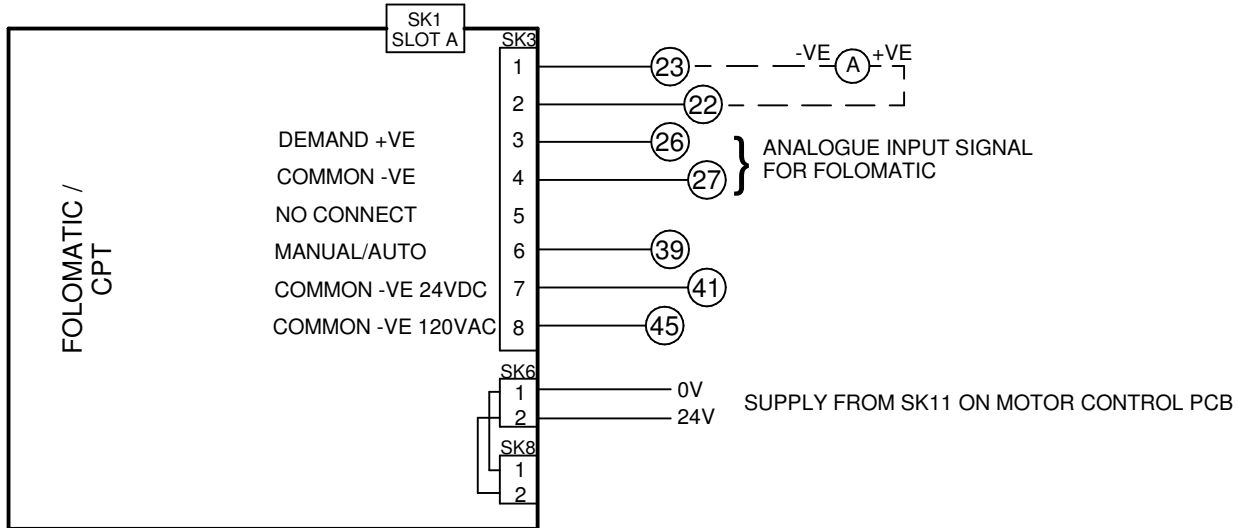 SK1
SLOT A
SK3
1 23 -VE A +VE
2 22
DEMAND +VE 3 26
COMMON -VE 4 27
ANALOGUE INPUT SIGNAL
FOR FOLOMATIC
NO CONNECT 5
MANUAL/AUTO 6 39
COMMON -VE 24VDC 7 41
COMMON -VE 120VAC 8 45
FOLOMATIC /
CPT
SK6
1 0V
2 24V
SUPPLY FROM SK11 ON MOTOR CONTROL PCB
SK8
1
2